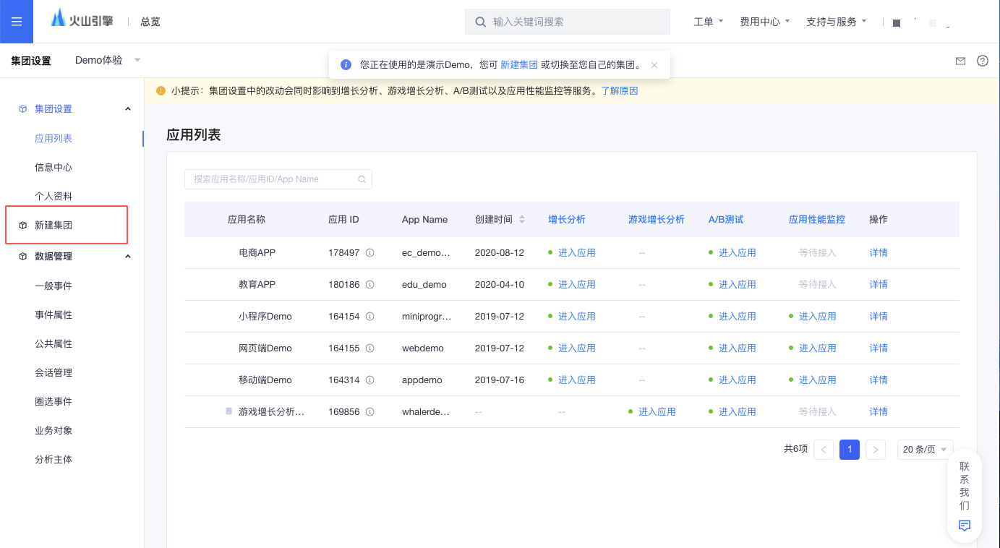 火山引擎 总览 输入关键词搜索 工单 费用中心 支持与服务
集团设置 Demo体验
您正在使用的是演示Demo，您可 新建集团 或切换至您自己的集团。
小提示：集团设置中的改动会同时影响到增长分析、游戏增长分析、A/B测试以及应用性能监控等服务。了解原因
集团设置
应用列表
信息中心
个人资料
新建集团
数据管理
一般事件
事件属性
公共属性
会话管理
圈选事件
业务对象
分析主体
应用列表
搜索应用名称/应用ID/App Name
应用名称 应用 ID App Name 创建时间 增长分析 游戏增长分析 A/B测试 应用性能监控 操作
电商APP 178497 ec_demo... 2020-08-12 进入应用 -- 进入应用 等待接入 详情
教育APP 180186 edu_demo 2020-04-10 进入应用 -- 进入应用 等待接入 详情
小程序Demo 164154 miniprogr... 2019-07-12 进入应用 -- 进入应用 进入应用 详情
网页端Demo 164155 webdemo 2019-07-12 进入应用 -- 进入应用 进入应用 详情
移动端Demo 164314 appdemo 2019-07-16 进入应用 -- 进入应用 进入应用 详情
游戏增长分析... 169856 whalerde... -- -- 进入应用 进入应用 等待接入 详情
共6项 1 20 条/页
联
系
我
们